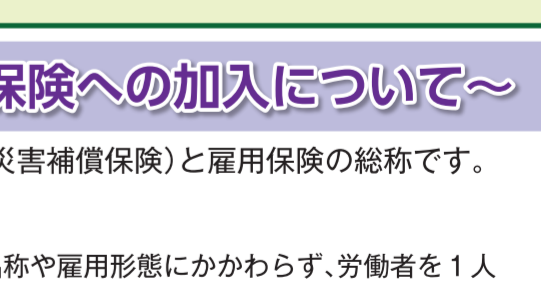 保険への加入について～
災害補償保険)と雇用保険の総称です。
称や雇用形態にかかわらず、労働者を１人